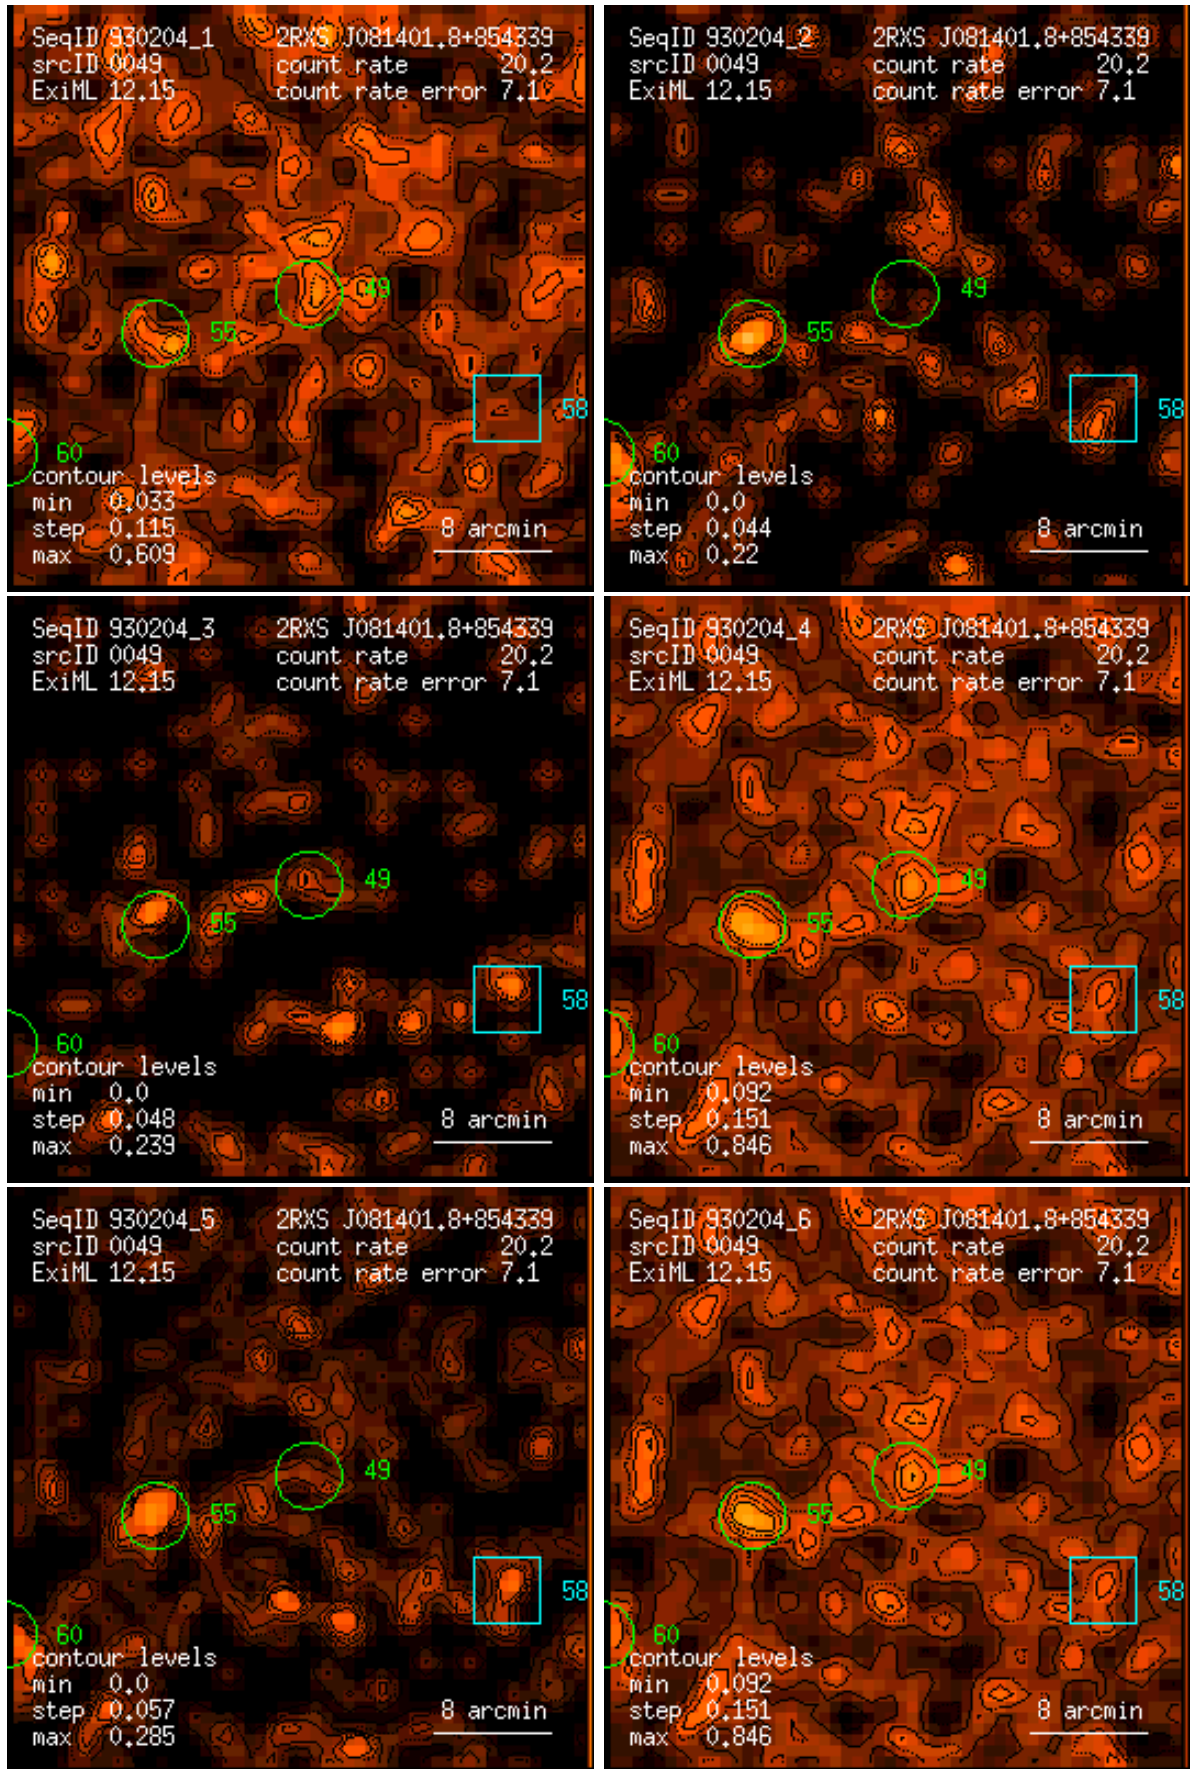 SeqID 930204_1 2RXS J081401.8+854339
srcID 0049 count rate 20.2
ExiML 12.15 count rate error 7.1
49
55
58
60
contour levels
min 0.033
step 0.115
max 0.609
8 arcmin
SeqID 930204_2 2RXS J081401.8+854339
srcID 0049 count rate 20.2
ExiML 12.15 count rate error 7.1
49
55
58
60
contour levels
min 0.0
step 0.044
max 0.22
8 arcmin
SeqID 930204_3 2RXS J081401.8+854339
srcID 0049 count rate 20.2
ExiML 12.15 count rate error 7.1
49
55
58
60
contour levels
min 0.0
step 0.048
max 0.239
8 arcmin
SeqID 930204_4 2RXS J081401.8+854339
srcID 0049 count rate 20.2
ExiML 12.15 count rate error 7.1
49
55
58
60
contour levels
min 0.092
step 0.151
max 0.846
8 arcmin
SeqID 930204_5 2RXS J081401.8+854339
srcID 0049 count rate 20.2
ExiML 12.15 count rate error 7.1
49
55
58
60
contour levels
min 0.0
step 0.057
max 0.285
8 arcmin
SeqID 930204_6 2RXS J081401.8+854339
srcID 0049 count rate 20.2
ExiML 12.15 count rate error 7.1
49
55
58
60
contour levels
min 0.092
step 0.151
max 0.846
8 arcmin